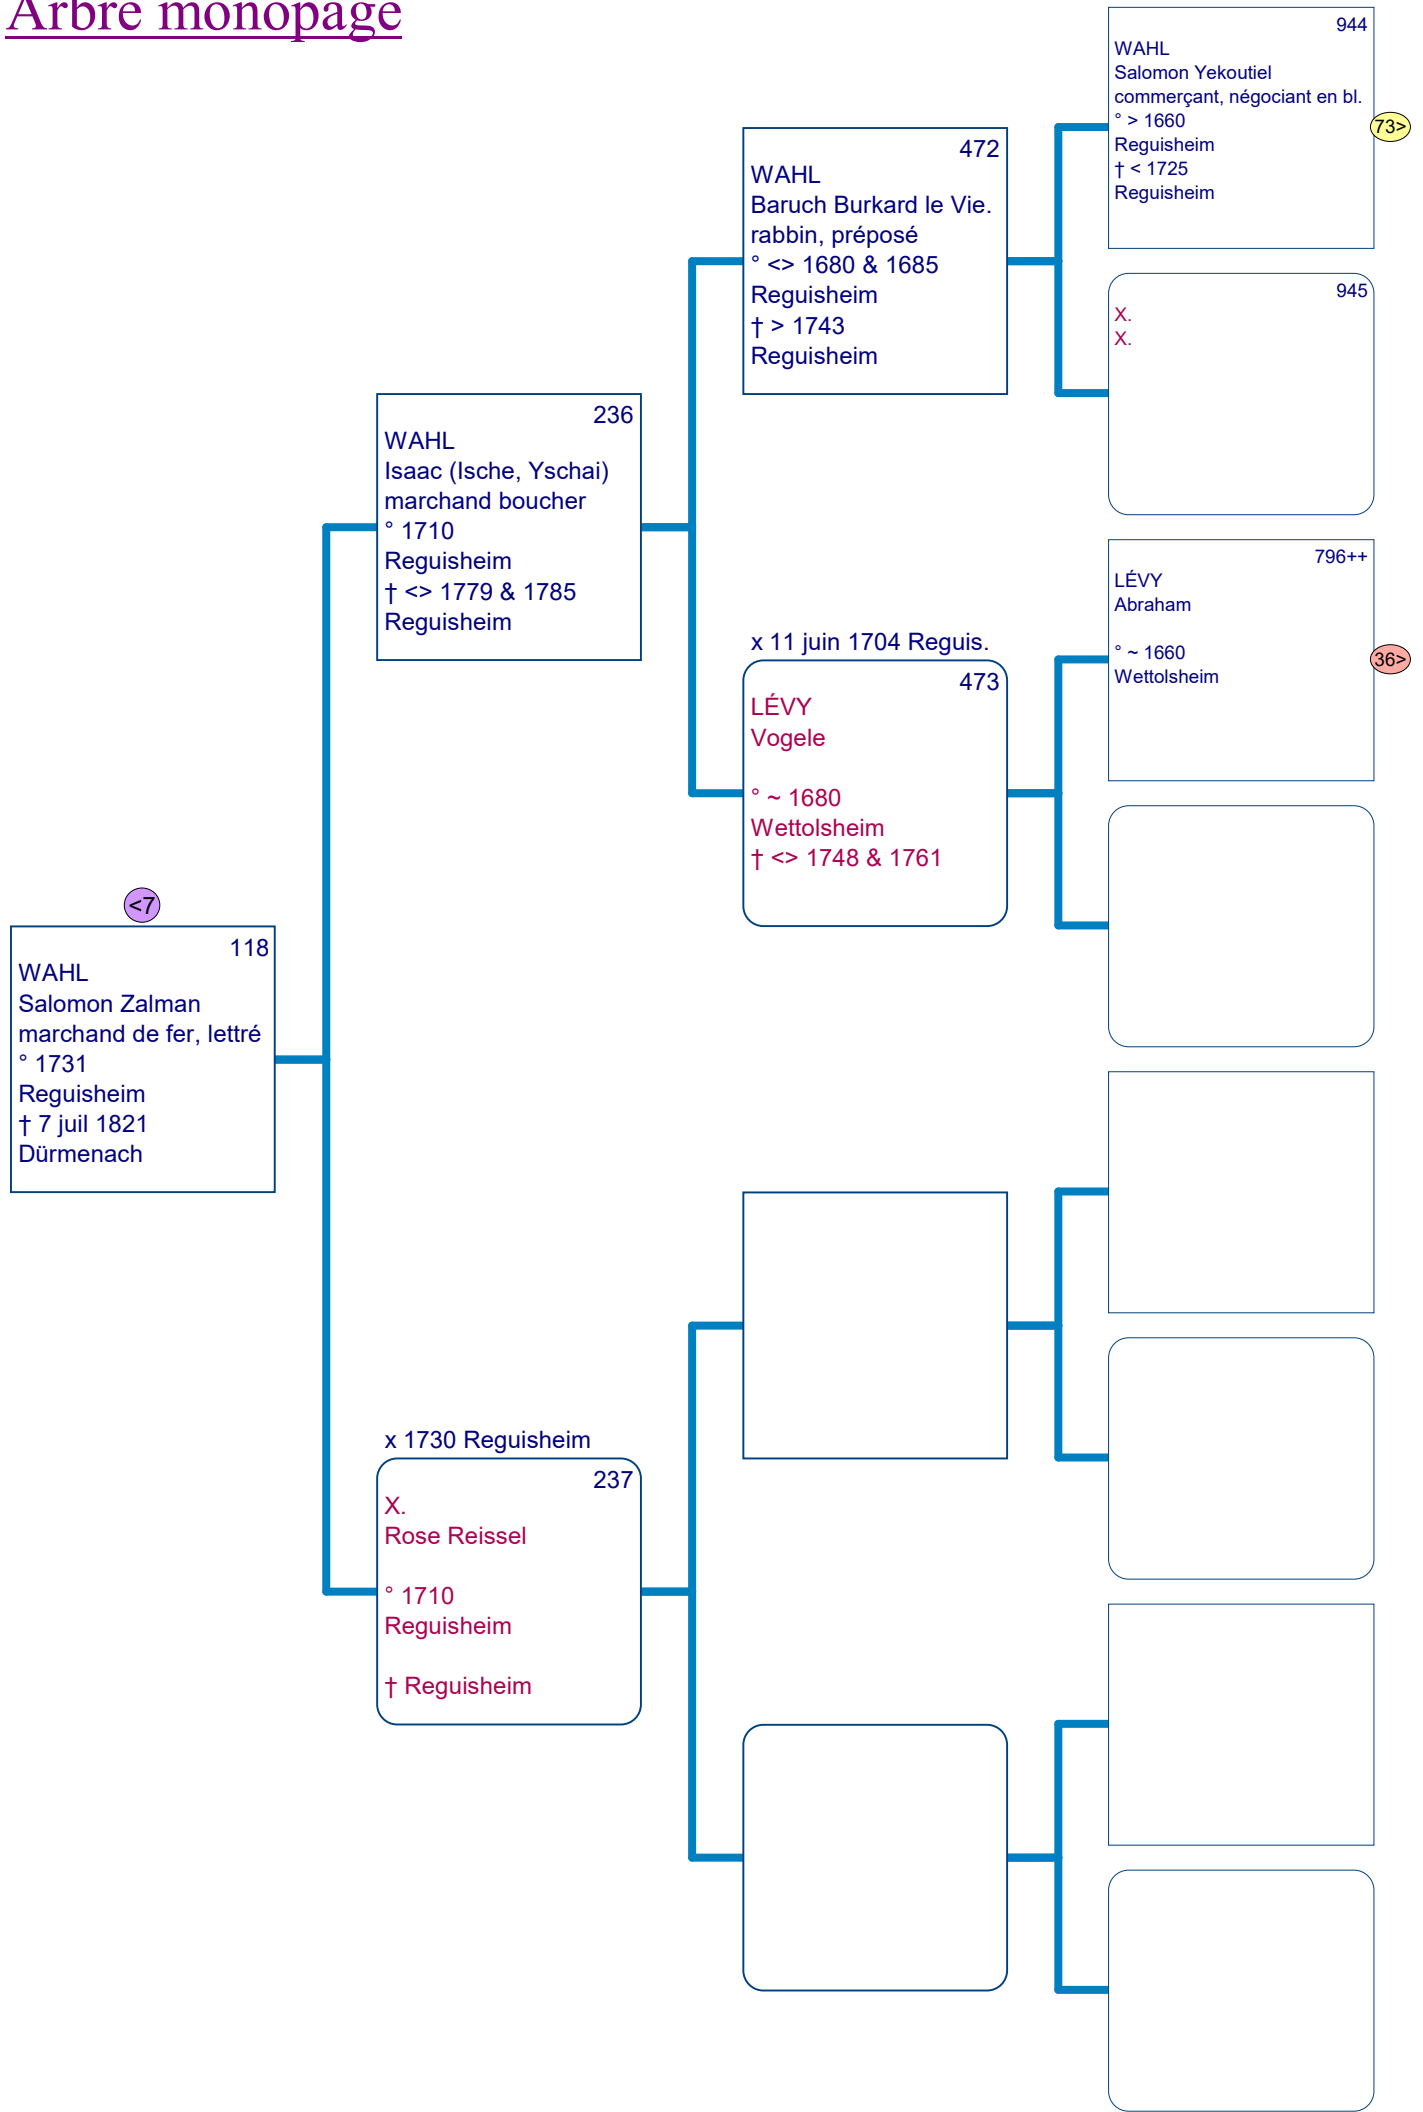 Arbre monopage
944
WAHL
Salomon Yekoutiel
commerçant, négociant en bl.
° > 1660
Reguisheim
† < 1725
Reguisheim
73>
472
WAHL
Baruch Burkard le Vie.
rabbin, préposé
° <> 1680 & 1685
Reguisheim
† > 1743
Reguisheim
945
X.
X.
236
WAHL
Isaac (Ische, Yschai)
marchand boucher
° 1710
Reguisheim
† <> 1779 & 1785
Reguisheim
796++
LÉVY
Abraham
° ~ 1660
Wettolsheim
36>
x 11 juin 1704 Reguis.
473
LÉVY
Vogele
° ~ 1680
Wettolsheim
† <> 1748 & 1761
<7
118
WAHL
Salomon Zalman
marchand de fer, lettré
° 1731
Reguisheim
† 7 juil 1821
Dürmenach
x 1730 Reguisheim
237
X.
Rose Reissel
° 1710
Reguisheim
† Reguisheim